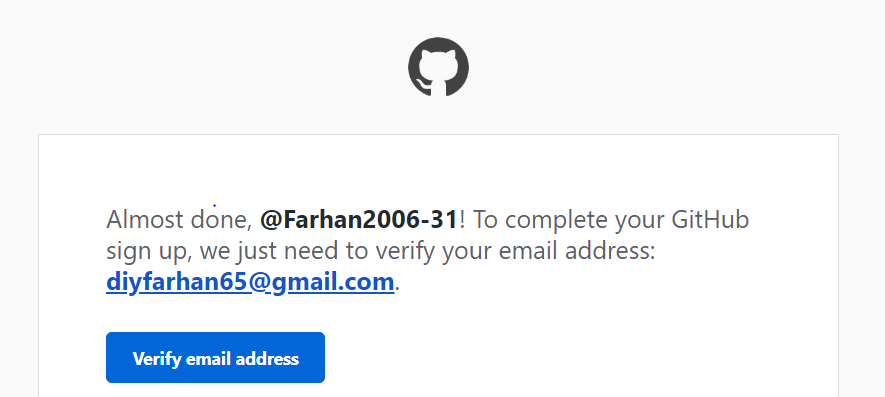 Almost done, @Farhan2006-31! To complete your GitHub
sign up, we just need to verify your email address:
diyfarhan65@gmail.com.
Verify email address